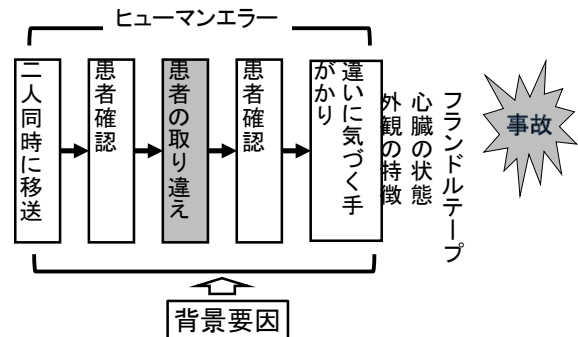 ヒューマンエラー
二人同時に移送
患者確認
患者の取り違え
患者確認
違いに気づく手
がかり
外観の特徴
心臓の状態
フランドルテープ
事故
背景要因